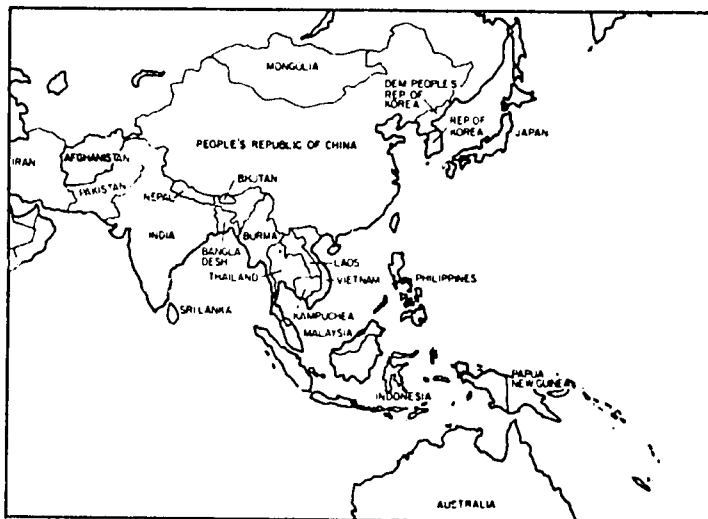 MONGULIA
DEM PEOPLE'S
REP OF
KOREA
REP OF
KOREA
JAPAN
PEOPLE'S REPUBLIC OF CHINA
IRAN
AFGHANISTAN
PAKISTAN
NEPAL
BHUTAN
INDIA
BANGLA
DESH
BURMA
LAOS
THAILAND
VIETNAM
PHILIPPINES
SRI LANKA
KAMPUCHEA
MALAYSIA
PAPUA
NEW GUINEA
INDONESIA
AUSTRALIA